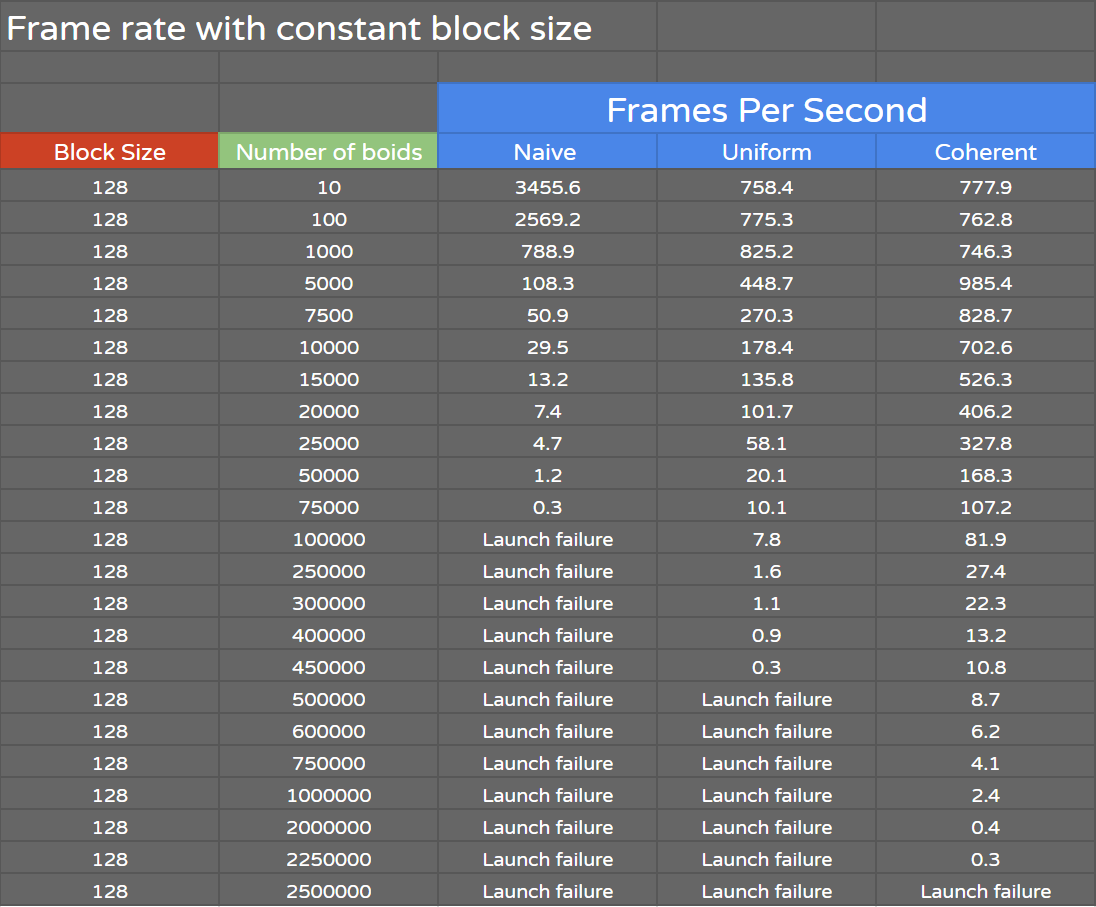 Frame rate with constant block size
Frames Per Second
Block Size Number of boids Naive Uniform Coherent
128 10 3455.6 758.4 777.9
128 100 2569.2 775.3 762.8
128 1000 788.9 825.2 746.3
128 5000 108.3 448.7 985.4
128 7500 50.9 270.3 828.7
128 10000 29.5 178.4 702.6
128 15000 13.2 135.8 526.3
128 20000 7.4 101.7 406.2
128 25000 4.7 58.1 327.8
128 50000 1.2 20.1 168.3
128 75000 0.3 10.1 107.2
128 100000 Launch failure 7.8 81.9
128 250000 Launch failure 1.6 27.4
128 300000 Launch failure 1.1 22.3
128 400000 Launch failure 0.9 13.2
128 450000 Launch failure 0.3 10.8
128 500000 Launch failure Launch failure 8.7
128 600000 Launch failure Launch failure 6.2
128 750000 Launch failure Launch failure 4.1
128 1000000 Launch failure Launch failure 2.4
128 2000000 Launch failure Launch failure 0.4
128 2250000 Launch failure Launch failure 0.3
128 2500000 Launch failure Launch failure Launch failure